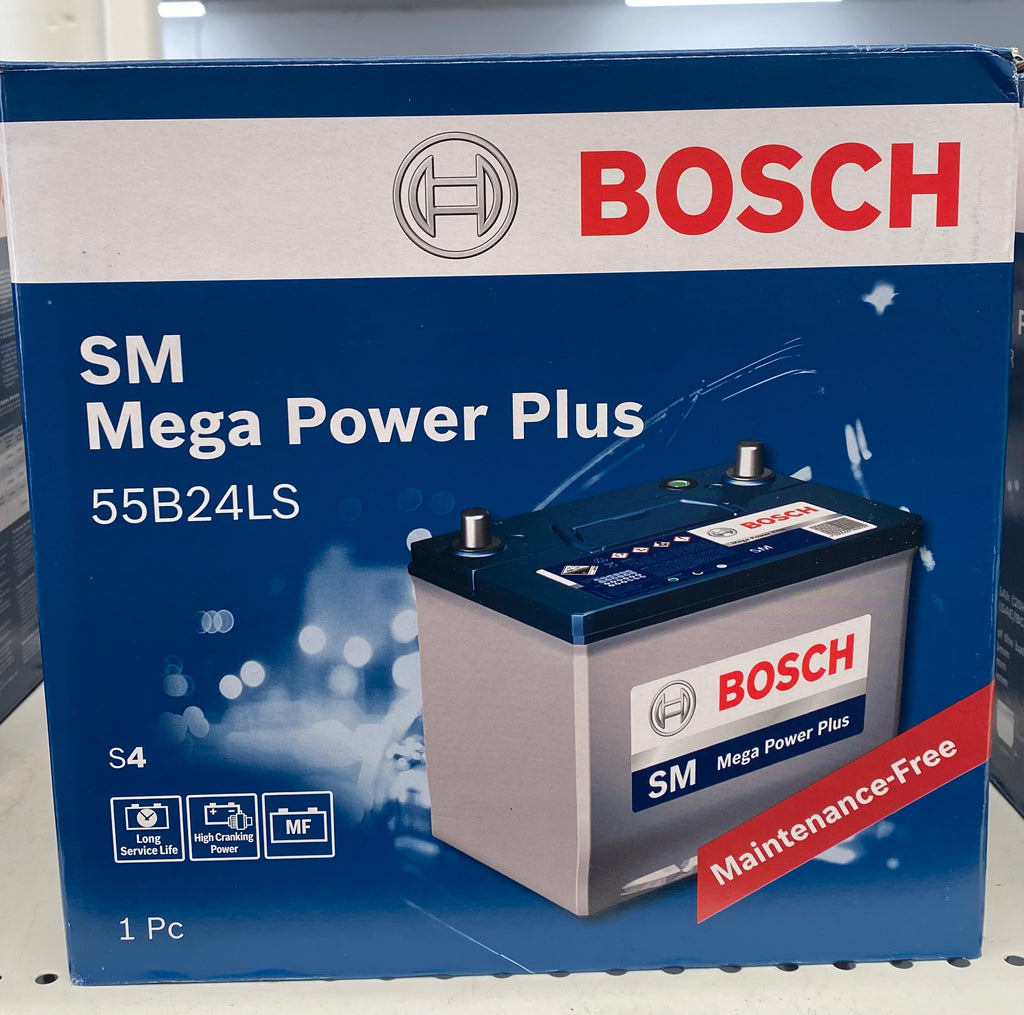 BOSCH
SM
Mega Power Plus
55B24LS
BOSCH
SM
BOSCH
SM Mega Power Plus
Maintenance-Free
S4
Long
Service Life
High Cranking
Power
MF
1 Pc